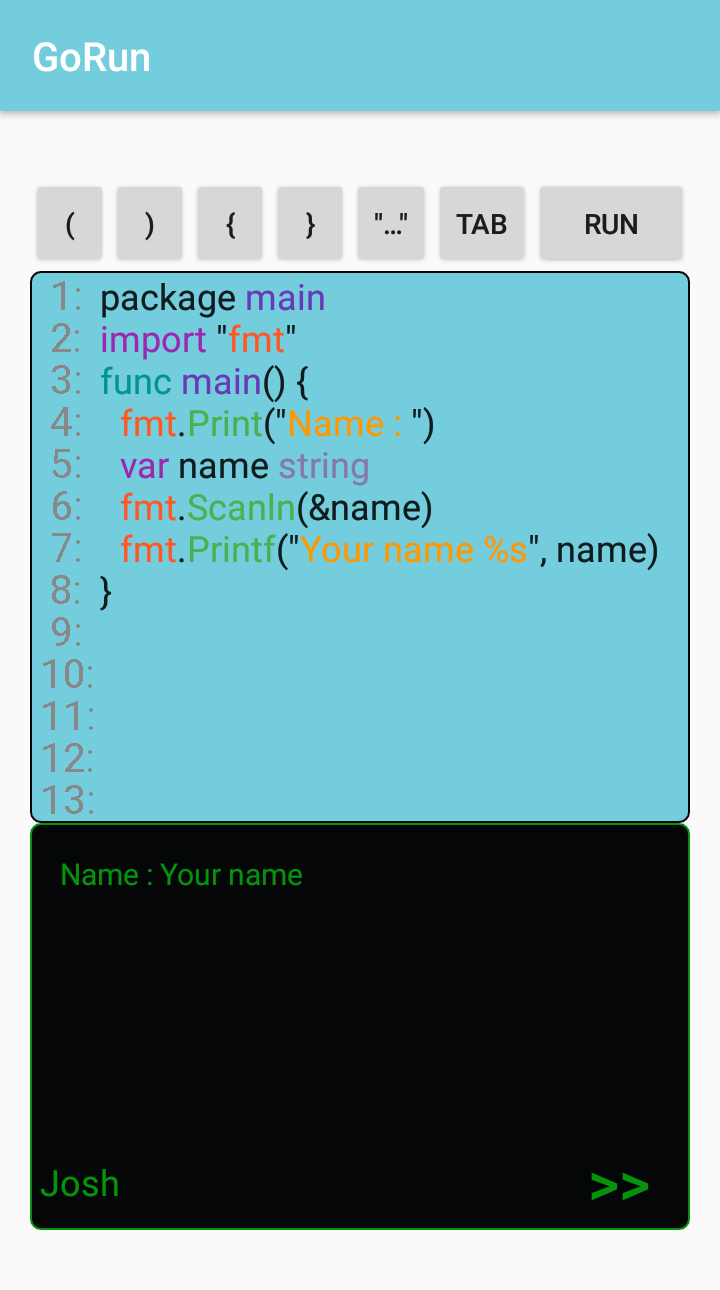 GoRun
( ) { } "..." TAB RUN
1: package main
2: import "fmt"
3: func main() {
4: fmt.Print("Name : ")
5: var name string
6: fmt.Scanln(&name)
7: fmt.Printf("Your name %s", name)
8: }
9:
10:
11:
12:
13:
Name : Your name
Josh >>